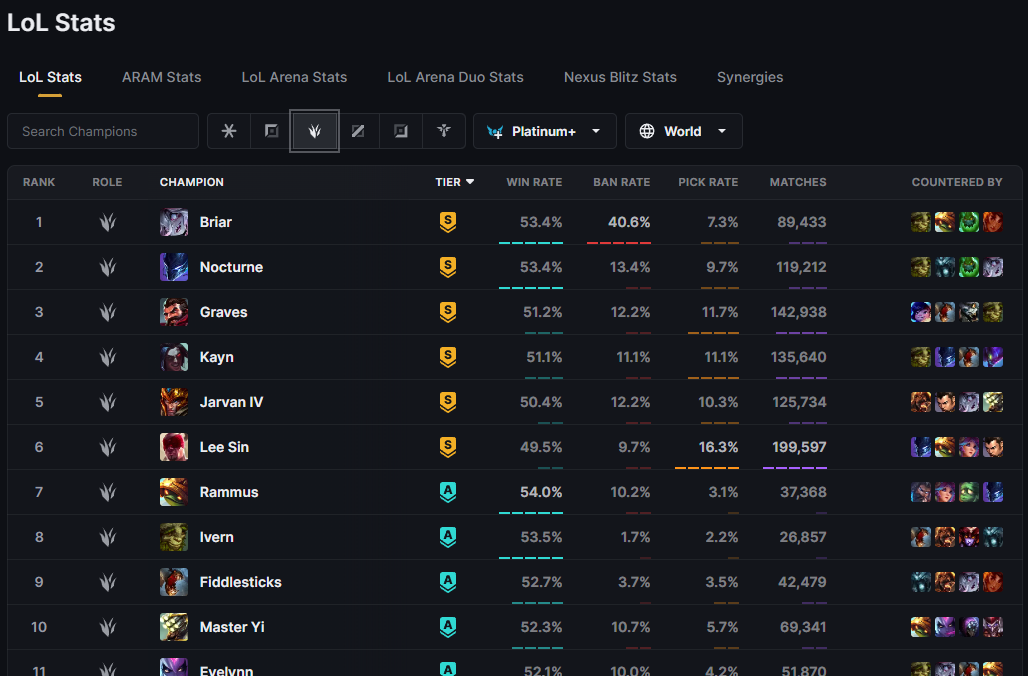 LoL Stats
LoL Stats ARAM Stats LoL Arena Stats LoL Arena Duo Stats Nexus Blitz Stats Synergies
Search Champions Platinum+ World
RANK ROLE CHAMPION TIER WIN RATE BAN RATE PICK RATE MATCHES COUNTERED BY
1 Briar S 53.4% 40.6% 7.3% 89,433
2 Nocturne S 53.4% 13.4% 9.7% 119,212
3 Graves S 51.2% 12.2% 11.7% 142,938
4 Kayn S 51.1% 11.1% 11.1% 135,640
5 Jarvan IV S 50.4% 12.2% 10.3% 125,734
6 Lee Sin S 49.5% 9.7% 16.3% 199,597
7 Rammus A 54.0% 10.2% 3.1% 37,368
8 Ivern A 53.5% 1.7% 2.2% 26,857
9 Fiddlesticks A 52.7% 3.7% 3.5% 42,479
10 Master Yi A 52.3% 10.7% 5.7% 69,341
11 Evelynn A 52.1% 10.0% 4.2% 51,870